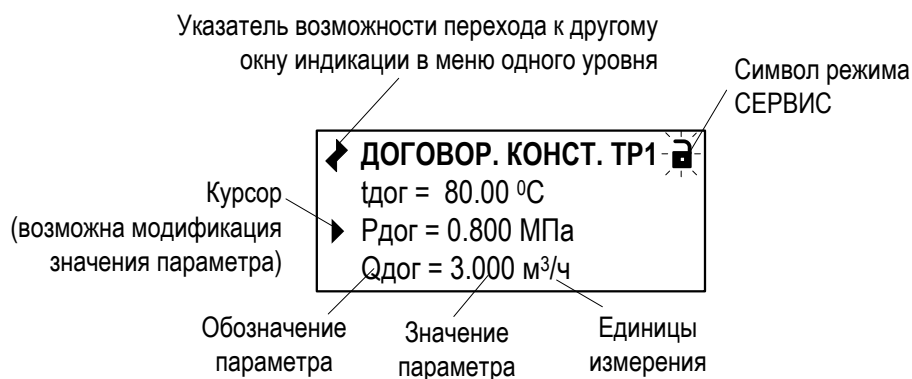 Указатель возможности перехода к другому
окну индикации в меню одного уровня
Символ режима
СЕРВИС
ДОГОВОР. КОНСТ. ТР1
tдог = 80.00 ⁰С
Рдог = 0.800 МПа
Qдог = 3.000 м³/ч
Курсор
(возможна модификация
значения параметра)
Обозначение
параметра
Значение
параметра
Единицы
измерения